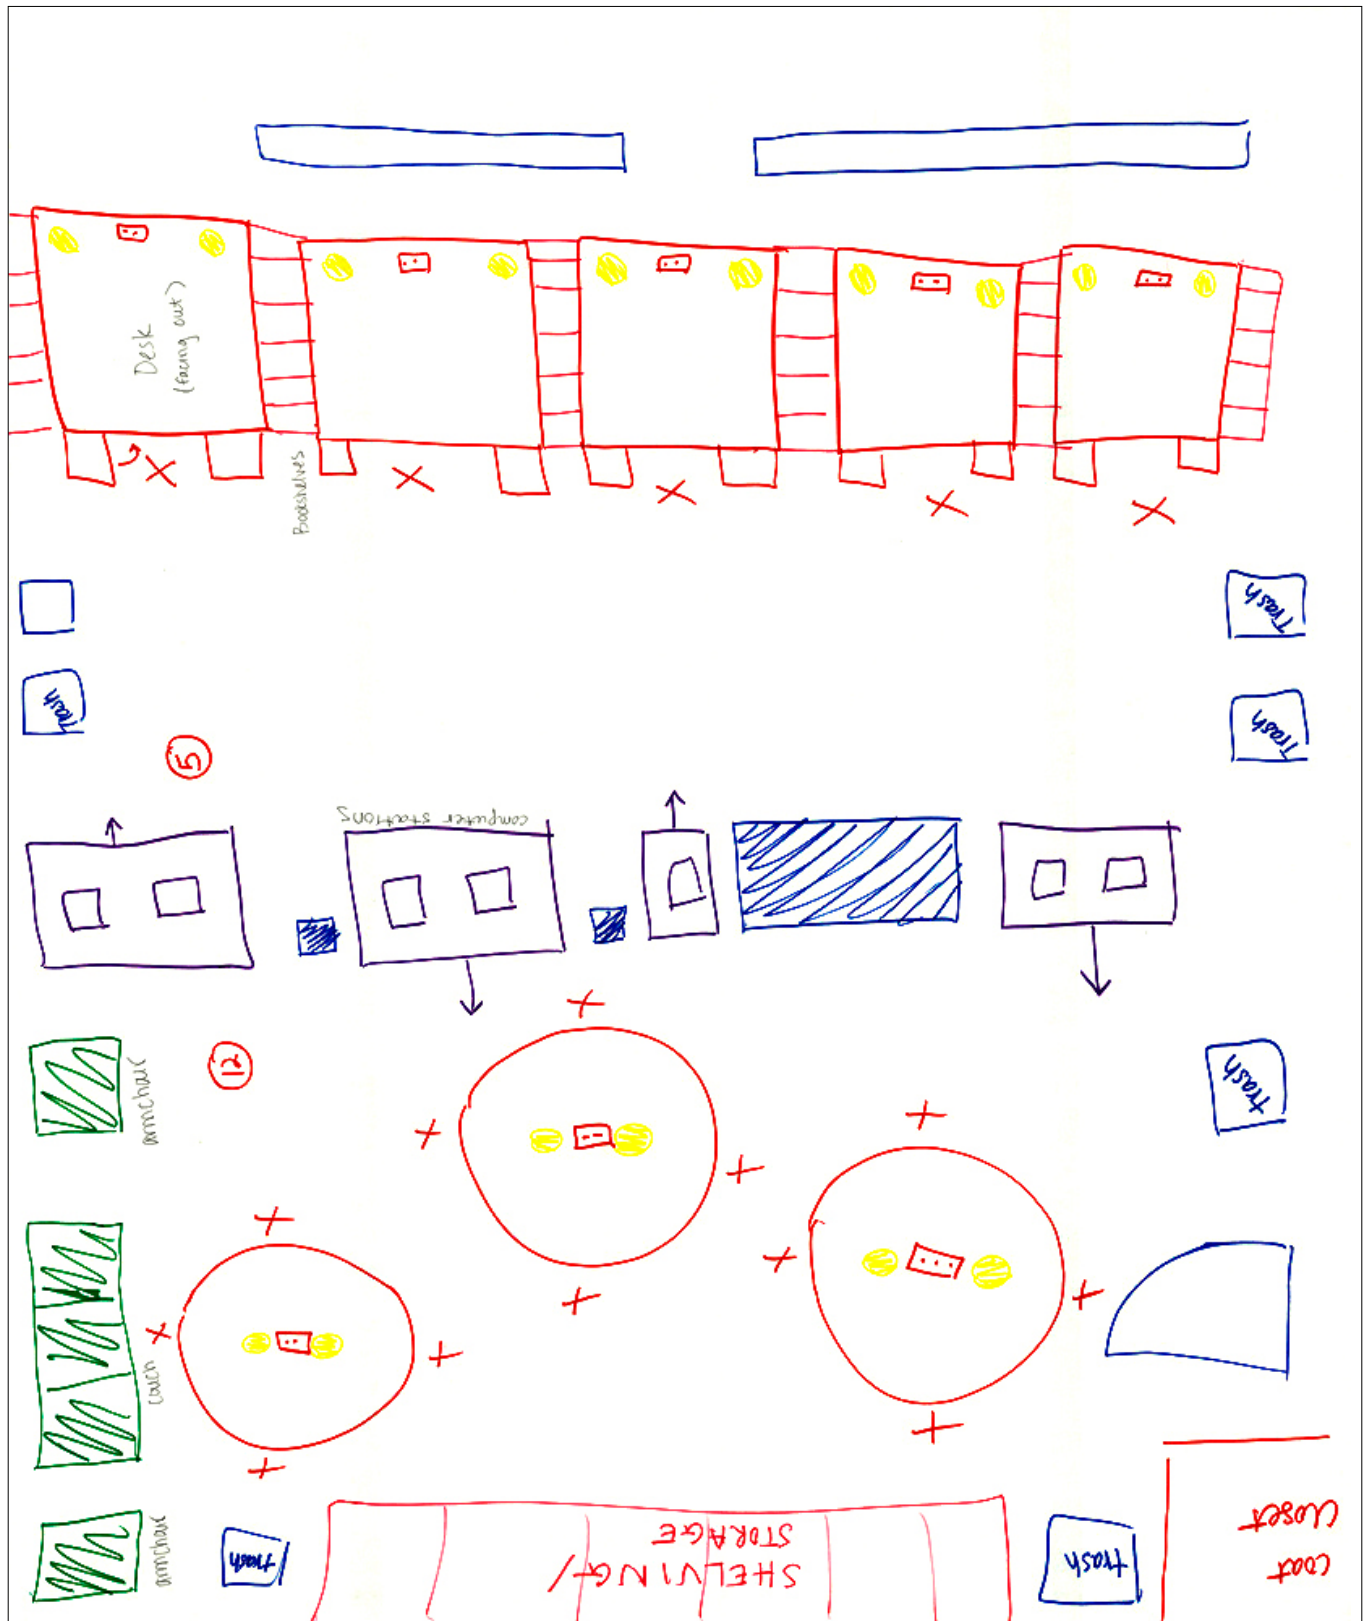 Desk
(facing out)
Bookshelves
Trash
Trash
Trash
5
computer stations
12
armchair
trash
couch
armchair
trash
SHELVING/
STORAGE
trash
coat
closet